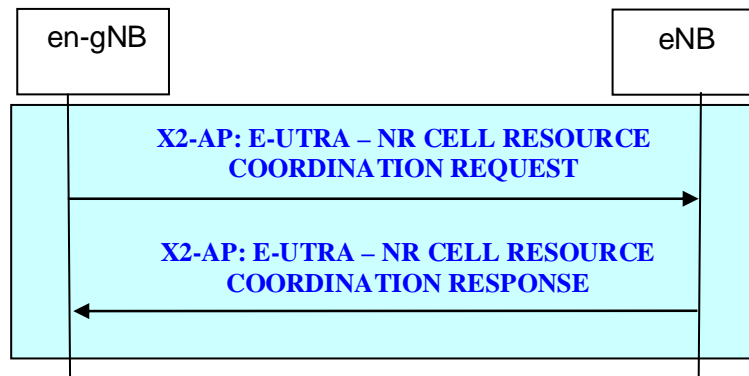 en-gNB
eNB
X2-AP: E-UTRA – NR CELL RESOURCE
COORDINATION REQUEST
X2-AP: E-UTRA – NR CELL RESOURCE
COORDINATION RESPONSE